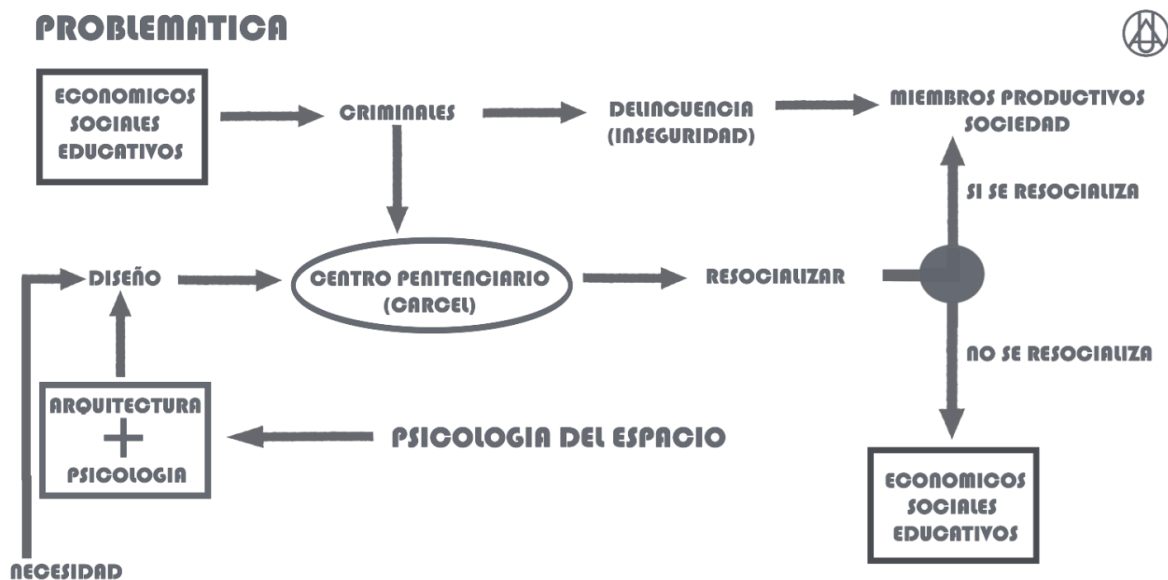 PROBLEMATICA
ECONOMICOS
SOCIALES
EDUCATIVOS
CRIMINALES
DELINCUENCIA
(INSEGURIDAD)
MIEMBROS PRODUCTIVOS
SOCIEDAD
SI SE RESOCIALIZA
DISEÑO
CENTRO PENITENCIARIO
(CARCEL)
RESOCIALIZAR
NO SE RESOCIALIZA
ARQUITECTURA
+
PSICOLOGIA
PSICOLOGIA DEL ESPACIO
ECONOMICOS
SOCIALES
EDUCATIVOS
NECESIDAD